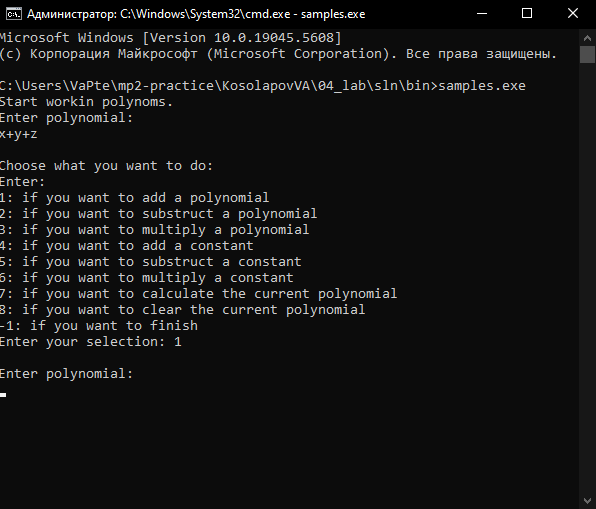 Администратор: C:\Windows\System32\cmd.exe - samples.exe
Microsoft Windows [Version 10.0.19045.5608]
(c) Корпорация Майкрософт (Microsoft Corporation). Все права защищены.
C:\Users\VaPte\mp2-practice\KosolapovVA\04_lab\sln\bin>samples.exe
Start workin polynoms.
Enter polynomial:
x+y+z
Choose what you want to do:
Enter:
1: if you want to add a polynomial
2: if you want to substruct a polynomial
3: if you want to multiply a polynomial
4: if you want to add a constant
5: if you want to substruct a constant
6: if you want to multiply a constant
7: if you want to calculate the current polynomial
8: if you want to clear the current polynomial
-1: if you want to finish
Enter your selection: 1
Enter polynomial: